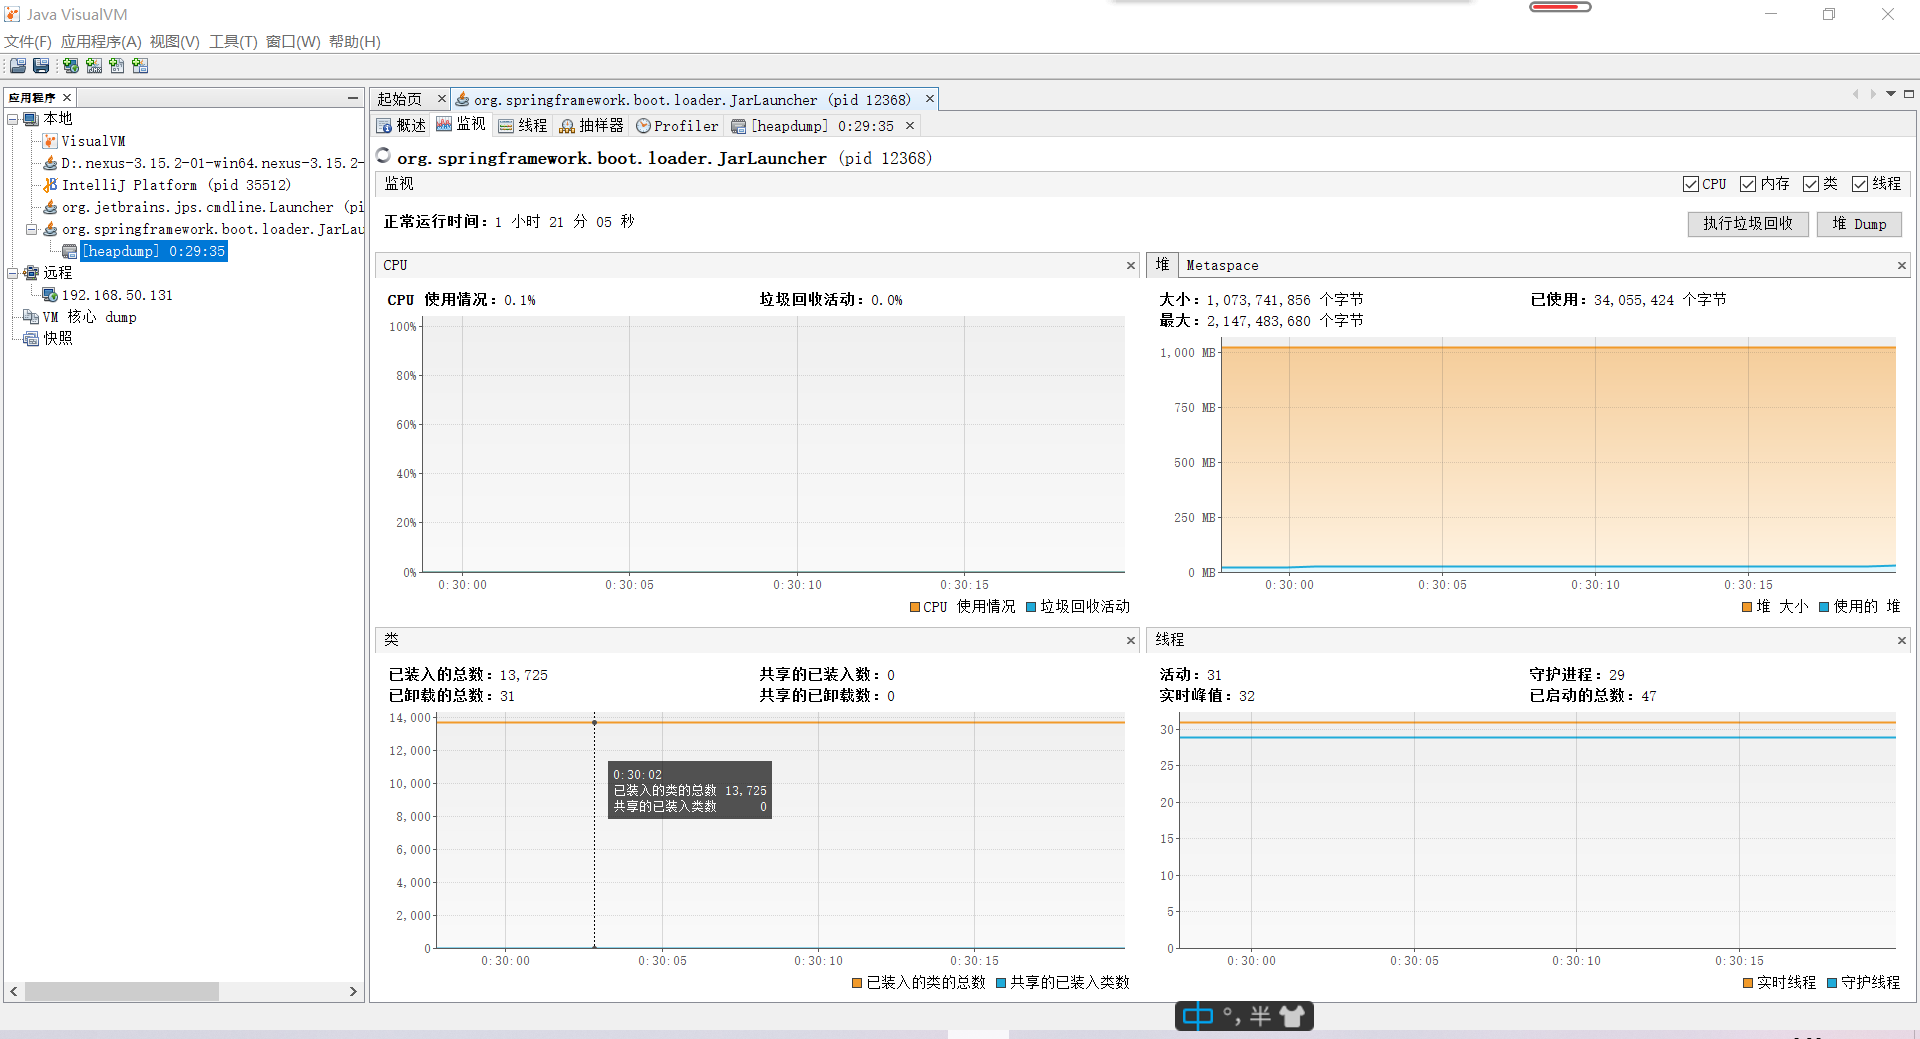 Java VisualVM
文件(F) 应用程序(A) 视图(V) 工具(T) 窗口(W) 帮助(H)
应用程序
本地
VisualVM
D:.nexus-3.15.2-01-win64.nexus-3.15.2-
IntelliJ Platform (pid 35512)
org.jetbrains.jps.cmdline.Launcher (pi
org.springframework.boot.loader.JarLau
[heapdump] 0:29:35
远程
192.168.50.131
VM 核心 dump
快照
起始页 org.springframework.boot.loader.JarLauncher (pid 12368)
概述 监视 线程 抽样器 Profiler [heapdump] 0:29:35
org.springframework.boot.loader.JarLauncher (pid 12368)
监视 CPU 内存 类 线程
正常运行时间: 1 小时 21 分 05 秒 执行垃圾回收 堆 Dump
CPU
CPU 使用情况: 0.1% 垃圾回收活动: 0.0%
100%
80%
60%
40%
20%
0%
0:30:00 0:30:05 0:30:10 0:30:15
CPU 使用情况 垃圾回收活动
堆 Metaspace
大小: 1,073,741,856 个字节 已使用: 34,055,424 个字节
最大: 2,147,483,680 个字节
1,000 MB
750 MB
500 MB
250 MB
0 MB
0:30:00 0:30:05 0:30:10 0:30:15
堆 大小 使用的 堆
类
已装入的总数: 13,725 共享的已装入数: 0
已卸载的总数: 31 共享的已卸载数: 0
14,000
12,000
10,000
8,000
6,000
4,000
2,000
0
0:30:02
已装入的类的总数 13,725
共享的已装入类数 0
0:30:00 0:30:05 0:30:10 0:30:15
已装入的类的总数 共享的已装入类数
线程
活动: 31 守护进程: 29
实时峰值: 32 已启动的总数: 47
30
25
20
15
10
5
0
0:30:00 0:30:05 0:30:10 0:30:15
实时线程 守护线程
中 °, 半